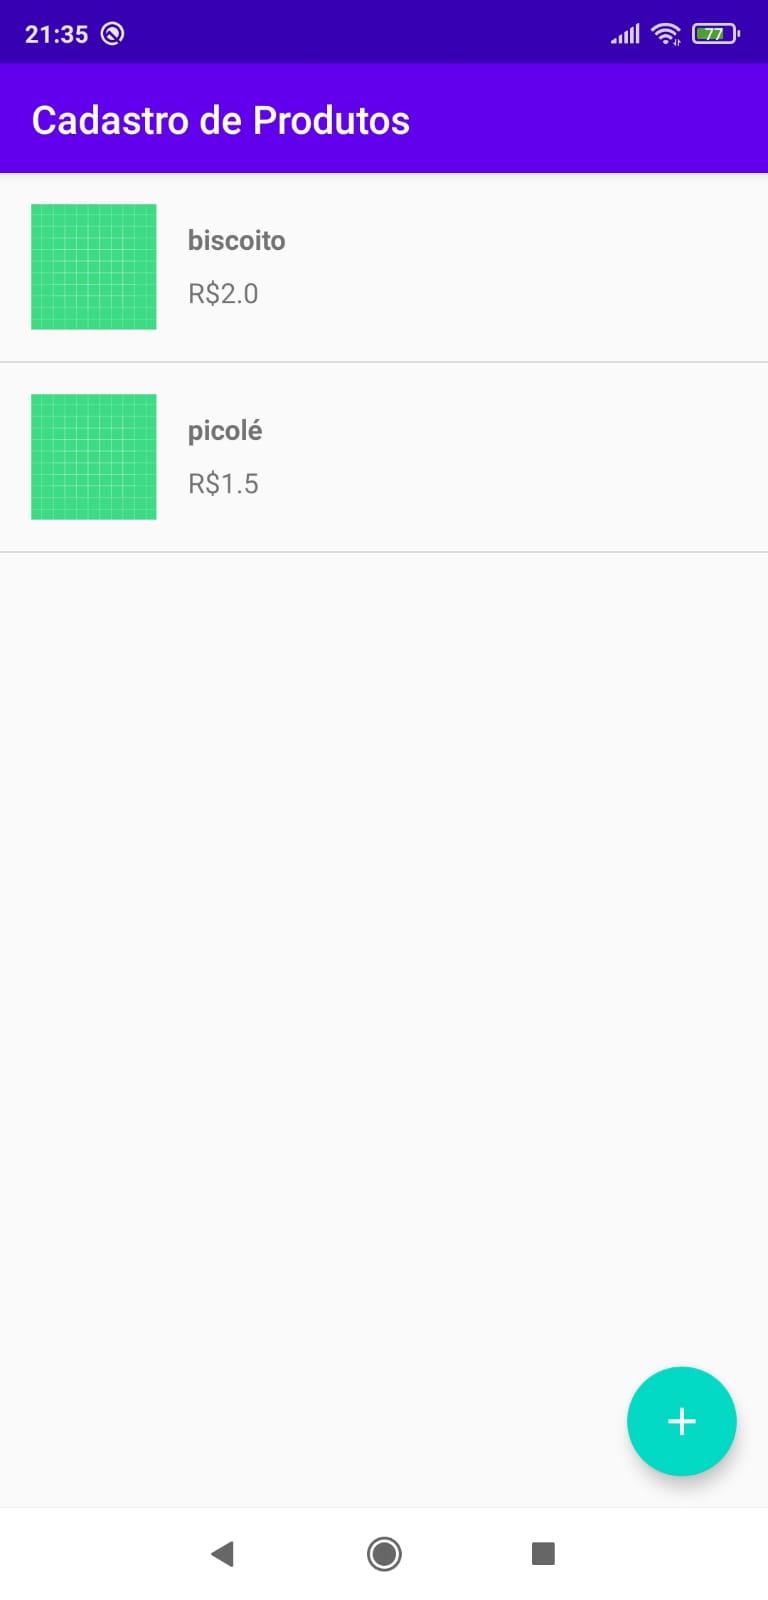 21:35
77
Cadastro de Produtos
biscoito
R$2.0
picolé
R$1.5